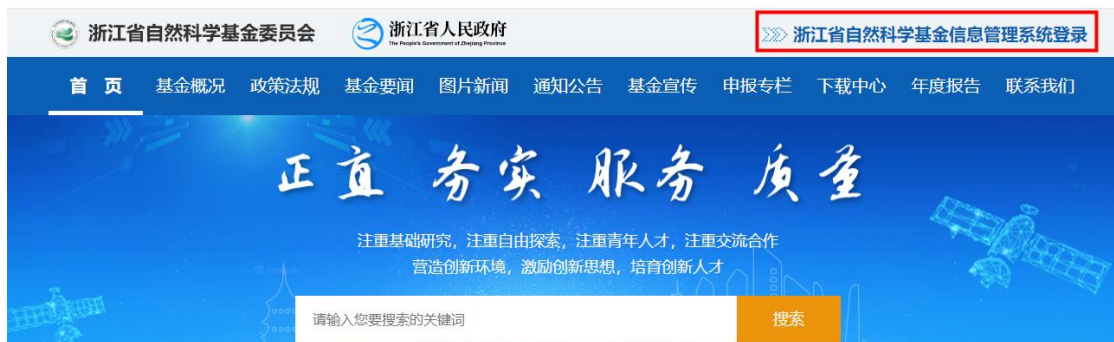 浙江省自然科学基金委员会
浙江省人民政府
The People's Government of Zhejiang Province
浙江省自然科学基金信息管理系统登录
首 页 基金概况 政策法规 基金要闻 图片新闻 通知公告 基金宣传 申报专栏 下载中心 年度报告 联系我们
正直 务实 服务 质量
注重基础研究，注重自由探索，注重青年人才，注重交流合作
营造创新环境，激励创新思想，培育创新人才
请输入您要搜索的关键词 搜索